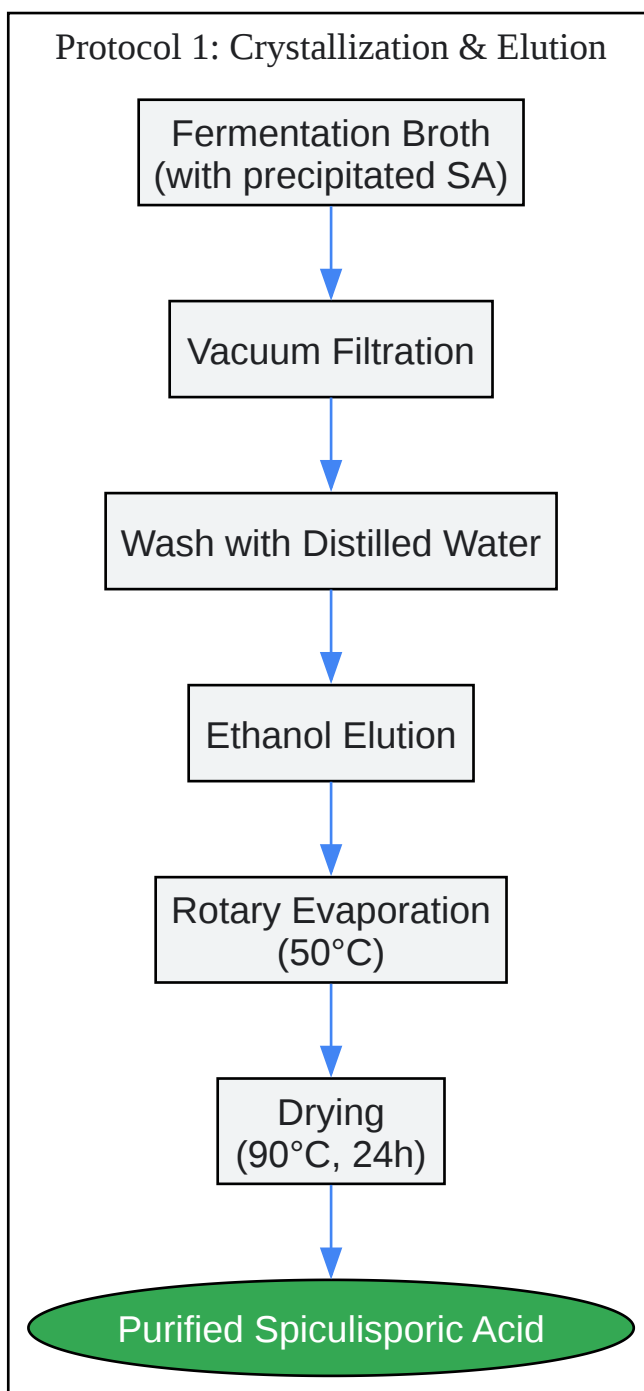 Protocol 1: Crystallization & Elution
Fermentation Broth
(with precipitated SA)
Vacuum Filtration
Wash with Distilled Water
Ethanol Elution
Rotary Evaporation
(50°C)
Drying
(90°C, 24h)
Purified Spiculisporic Acid